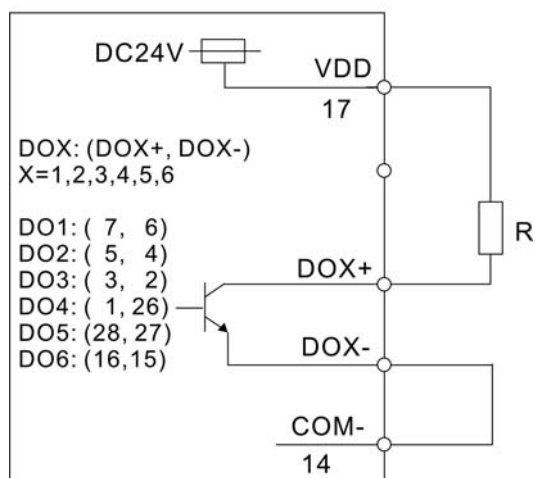 DC24V
VDD
17
DOX: (DOX+, DOX-)
X=1,2,3,4,5,6
DO1: ( 7, 6)
DO2: ( 5, 4)
DO3: ( 3, 2)
DO4: ( 1, 26)
DO5: (28, 27)
DO6: (16,15)
R
DOX+
DOX-
COM-
14